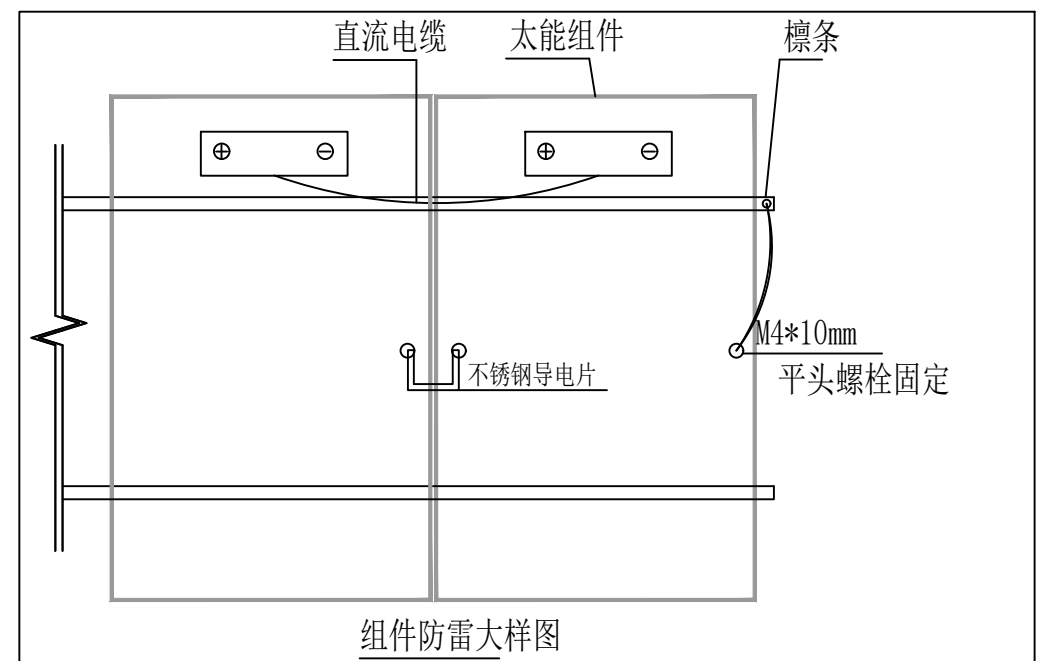 直流电缆
太能组件
檩条
M4*10mm
平头螺栓固定
不锈钢导电片
组件防雷大样图